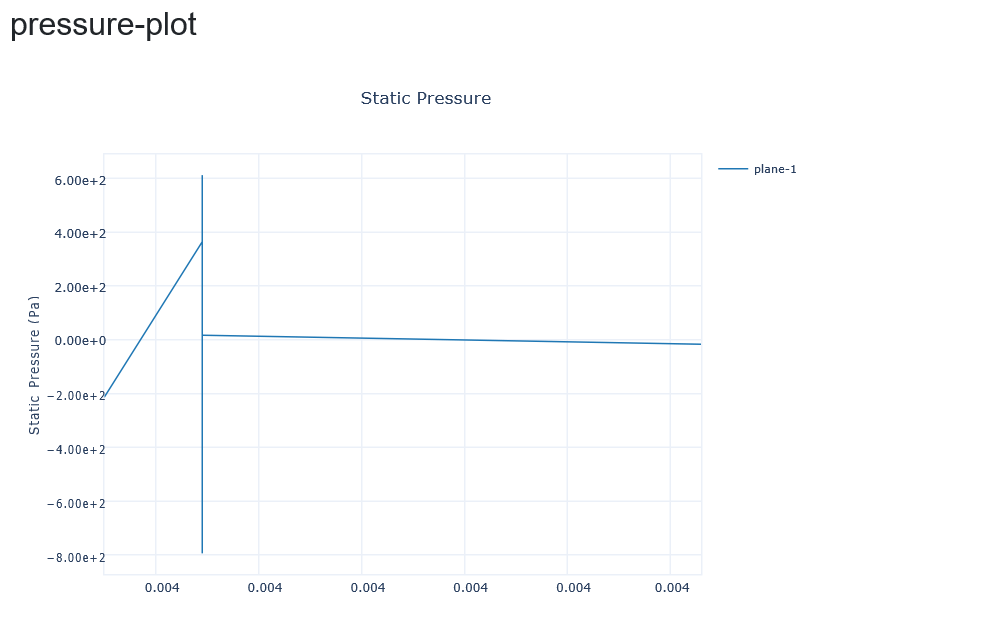 pressure-plot
Static Pressure
plane-1
Static Pressure (Pa)
6.00e+2
4.00e+2
2.00e+2
0.00e+0
−2.00e+2
−4.00e+2
−6.00e+2
−8.00e+2
0.004 0.004 0.004 0.004 0.004 0.004